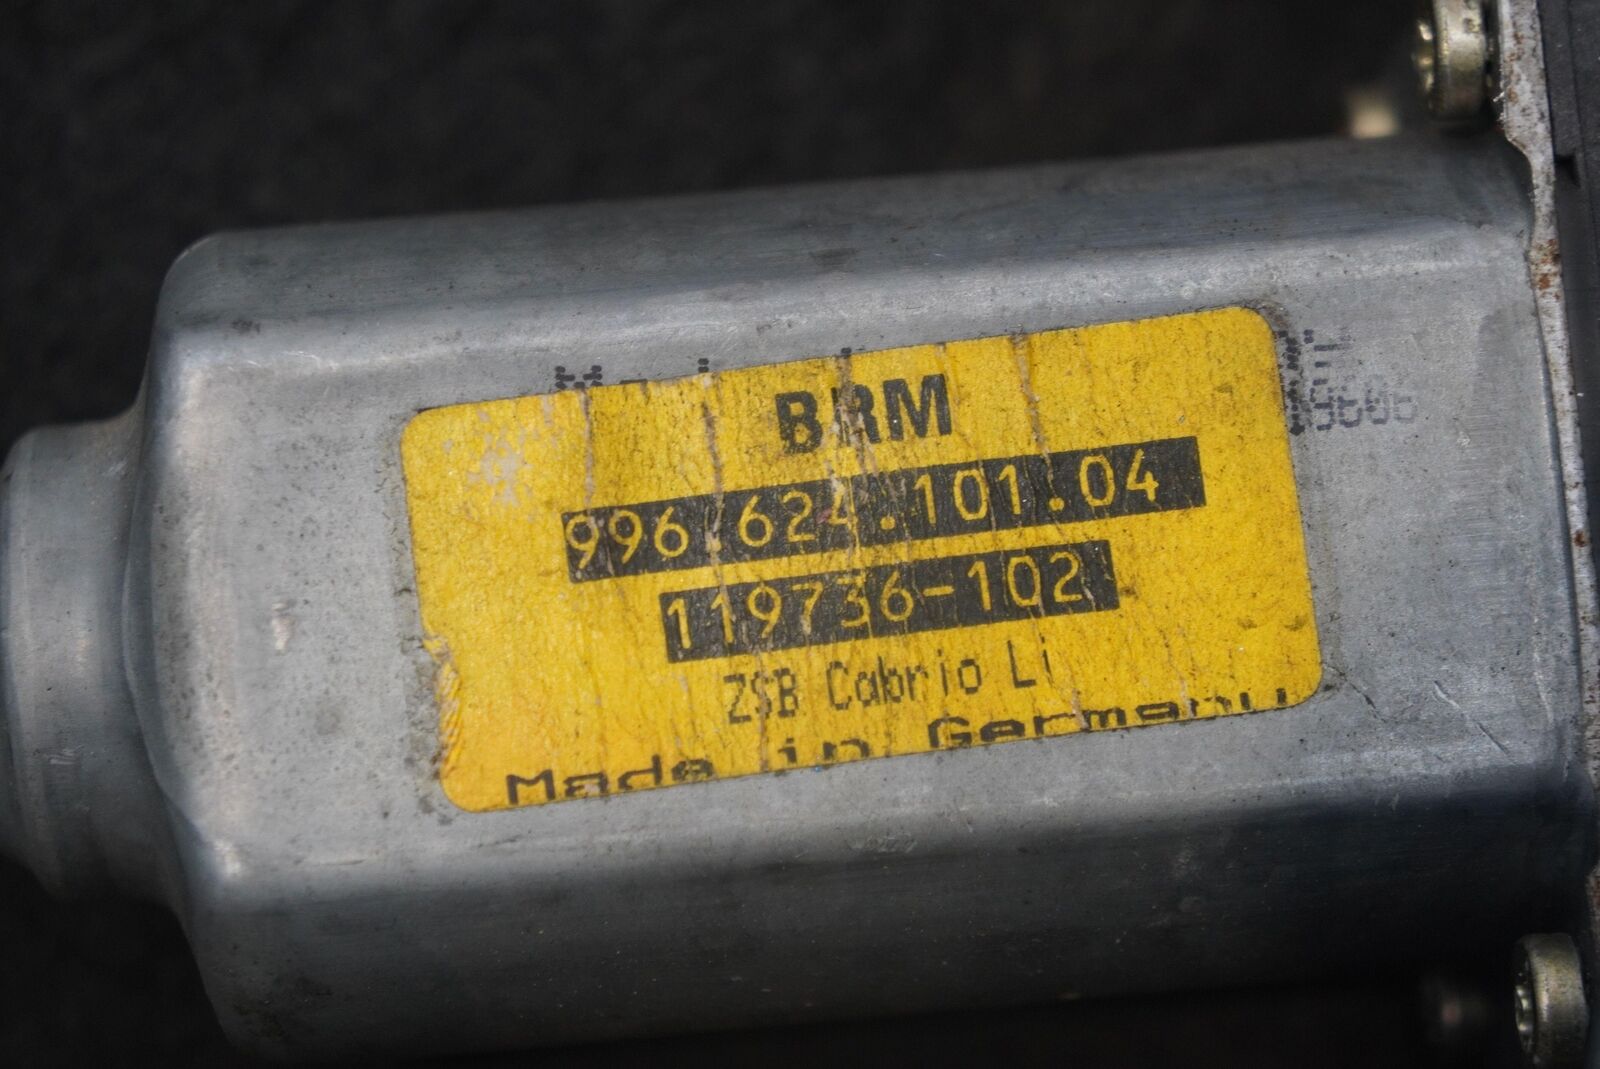 BRM
996.624.101.04
119736-102
ZSB Cabrio Li
Made in Germany